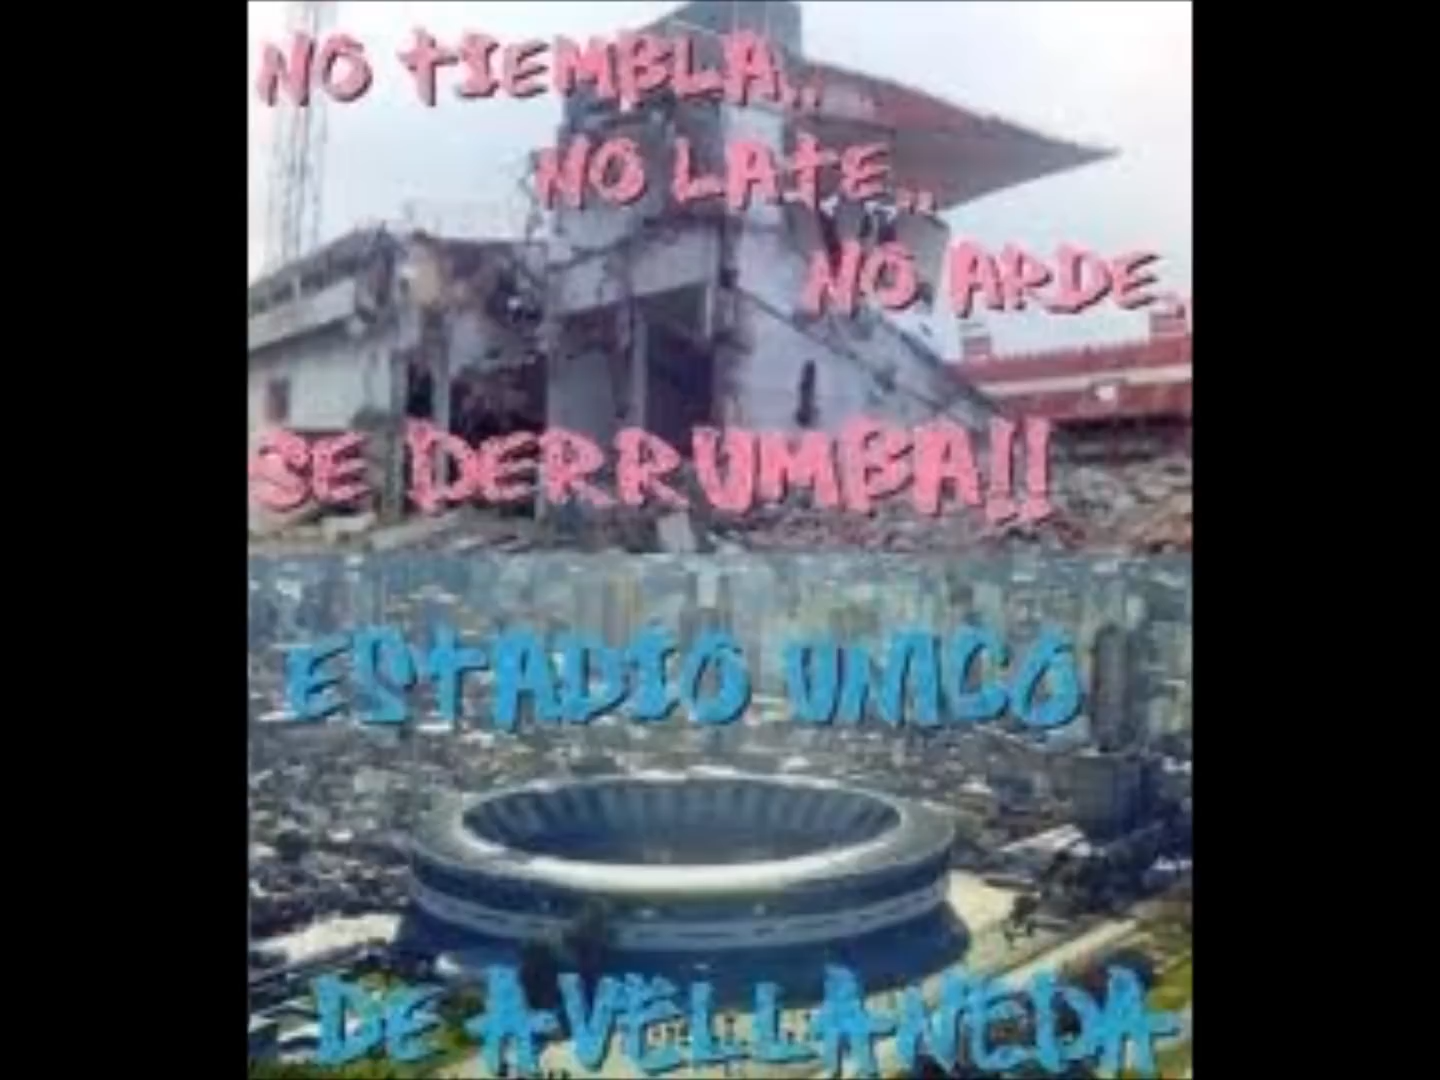 NO TIEMBLA..
NO LATE..
NO ARDE..
SE DERRUMBA!!
ESTADIO UNICO
DE AVELLANEDA